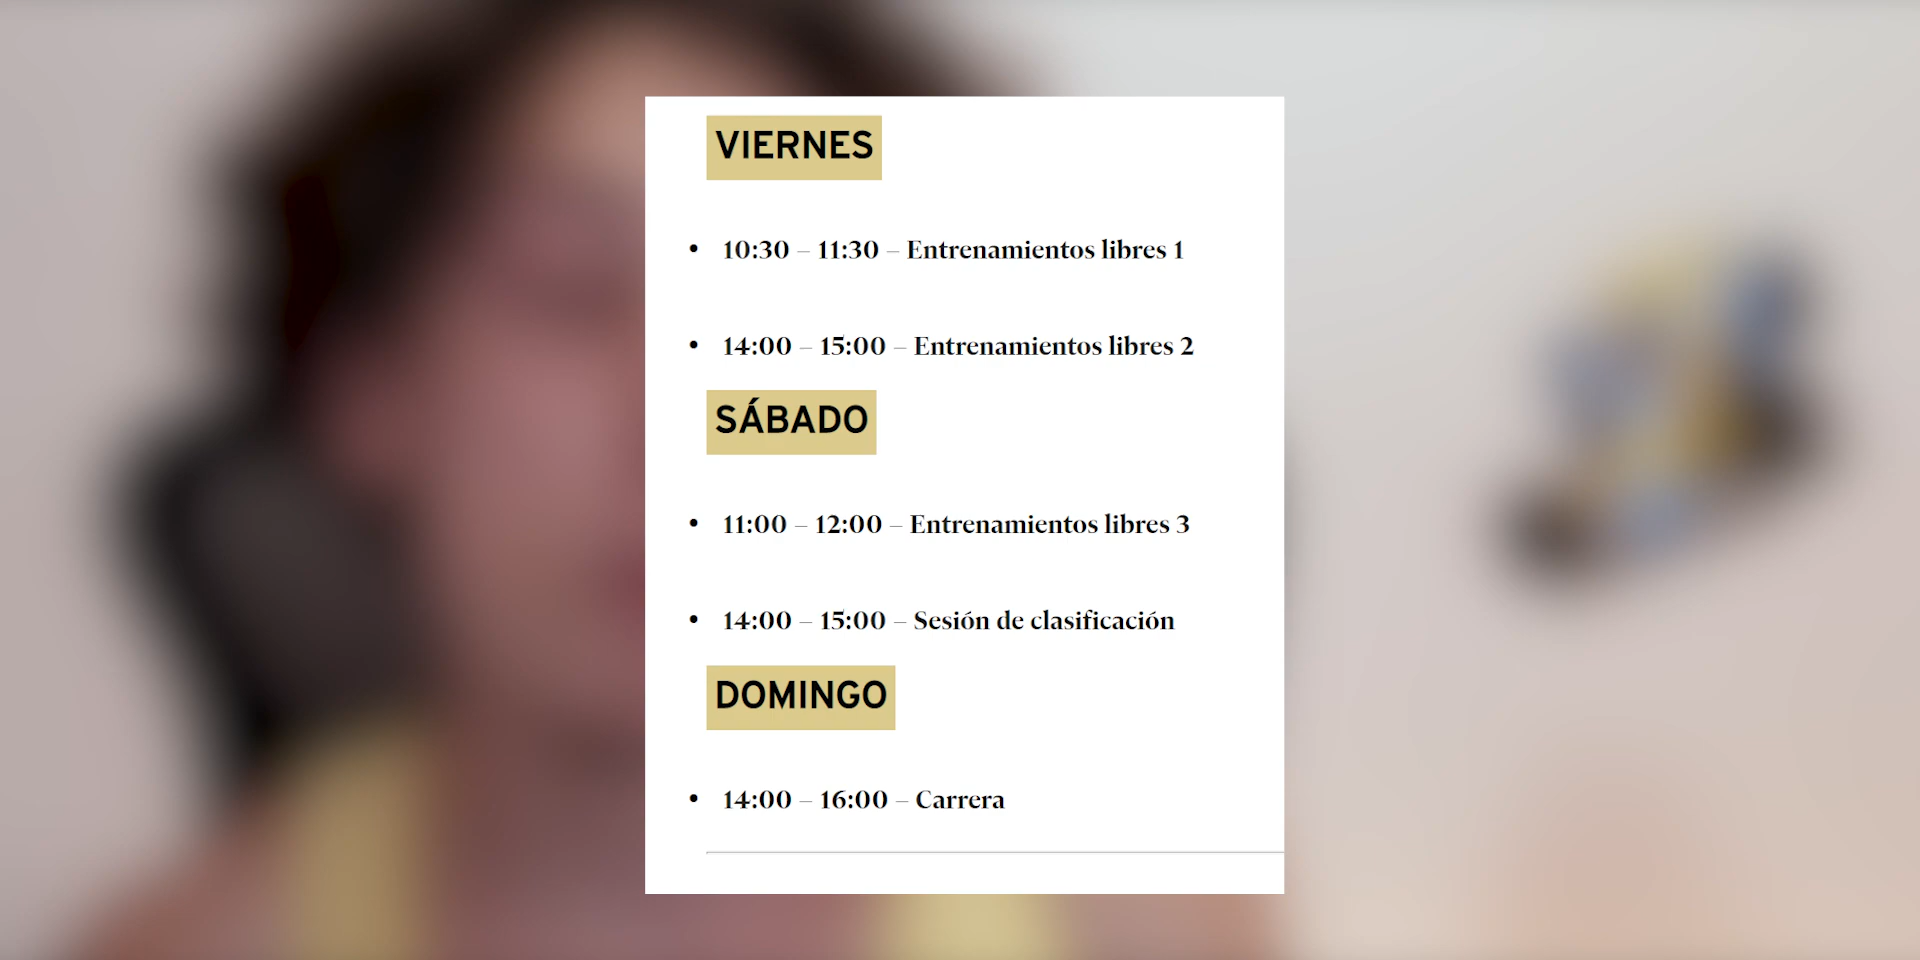 VIERNES
• 10:30 – 11:30 – Entrenamientos libres 1
• 14:00 – 15:00 – Entrenamientos libres 2
SÁBADO
• 11:00 – 12:00 – Entrenamientos libres 3
• 14:00 – 15:00 – Sesión de clasificación
DOMINGO
• 14:00 – 16:00 – Carrera